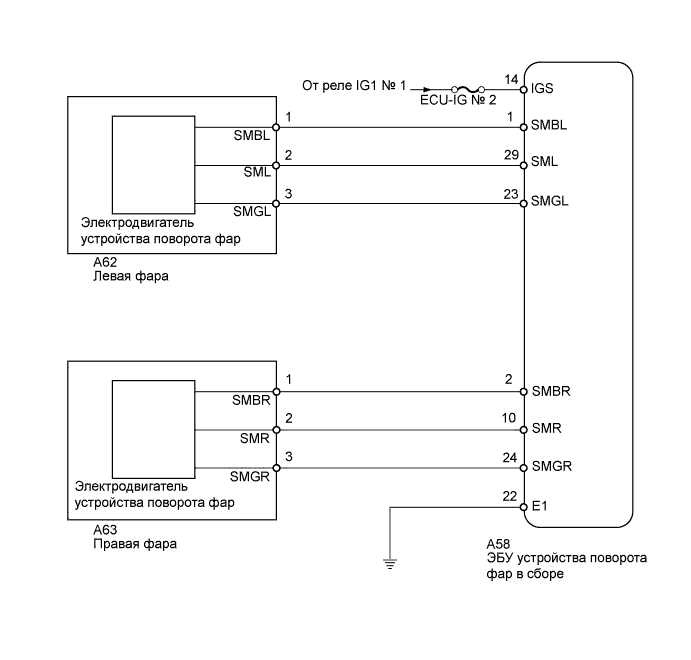 От реле IG1 № 1
ECU-IG № 2
14 IGS
1 SMBL 1 SMBL
2 SML 29 SML
3 SMGL 23 SMGL
Электродвигатель
устройства поворота фар
A62
Левая фара
1 SMBR 2 SMBR
2 SMR 10 SMR
3 SMGR 24 SMGR
Электродвигатель
устройства поворота фар
22 E1
A63
Правая фара
A58
ЭБУ устройства поворота
фар в сборе